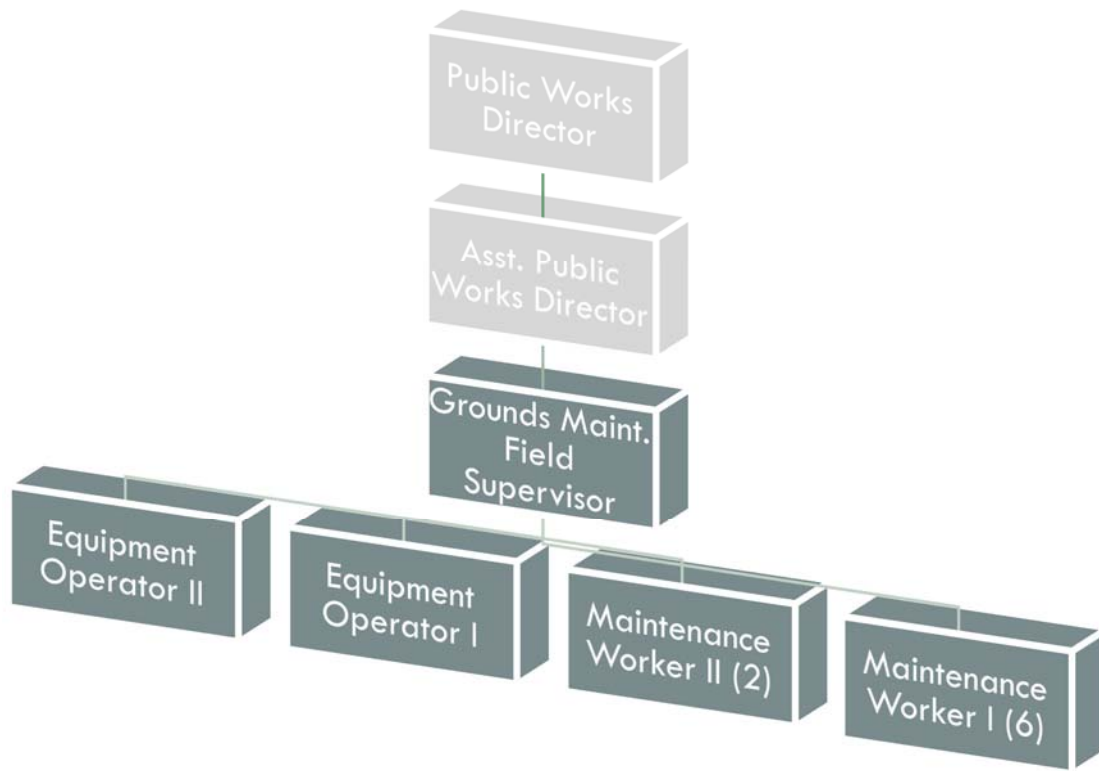 Public Works
Director
Asst. Public
Works Director
Grounds Maint.
Field
Supervisor
Equipment
Operator II
Equipment
Operator I
Maintenance
Worker II (2)
Maintenance
Worker I (6)